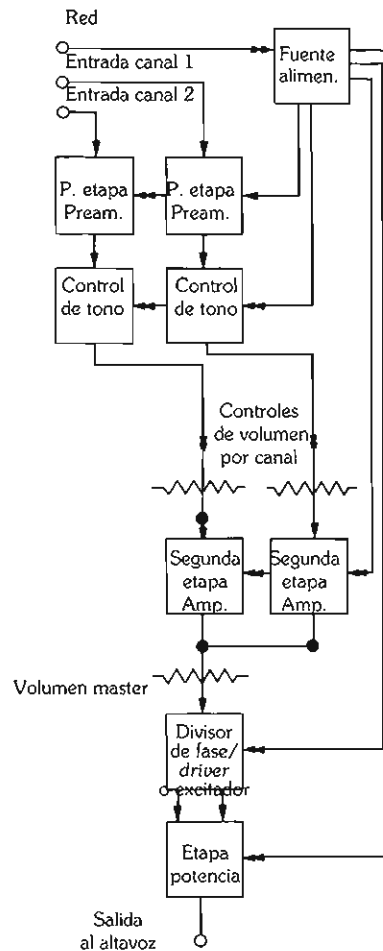 Red
Entrada canal 1
Entrada canal 2
Fuente
alimen.
P. etapa
Pream.
P. etapa
Pream.
Control
de tono
Control
de tono
Controles
de volumen
por canal
Segunda
etapa
Amp.
Segunda
etapa
Amp.
Volumen master
Divisor
de fase/
driver
o excitador
Etapa
potencia
Salida
al altavoz